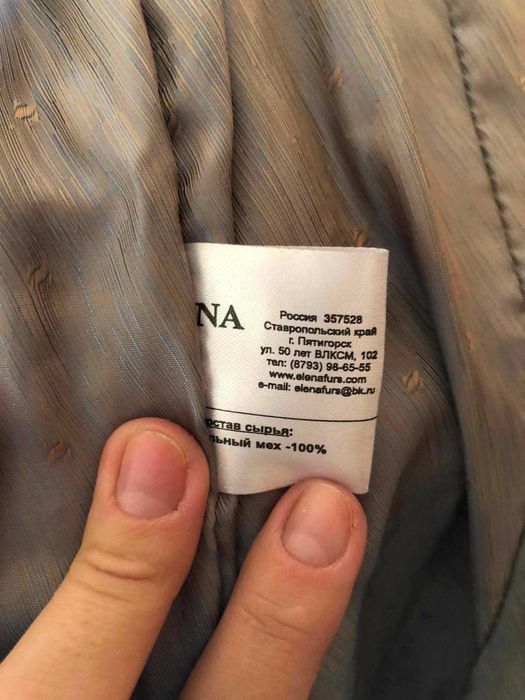 NA
Россия 357528
Ставропольский край
г. Пятигорск
ул. 50 лет ВЛКСМ, 102
тел: (8793) 98-65-55
www.elenafurs.com
e-mail: elenafurs@bk.ru
остав сырья:
льный мех -100%